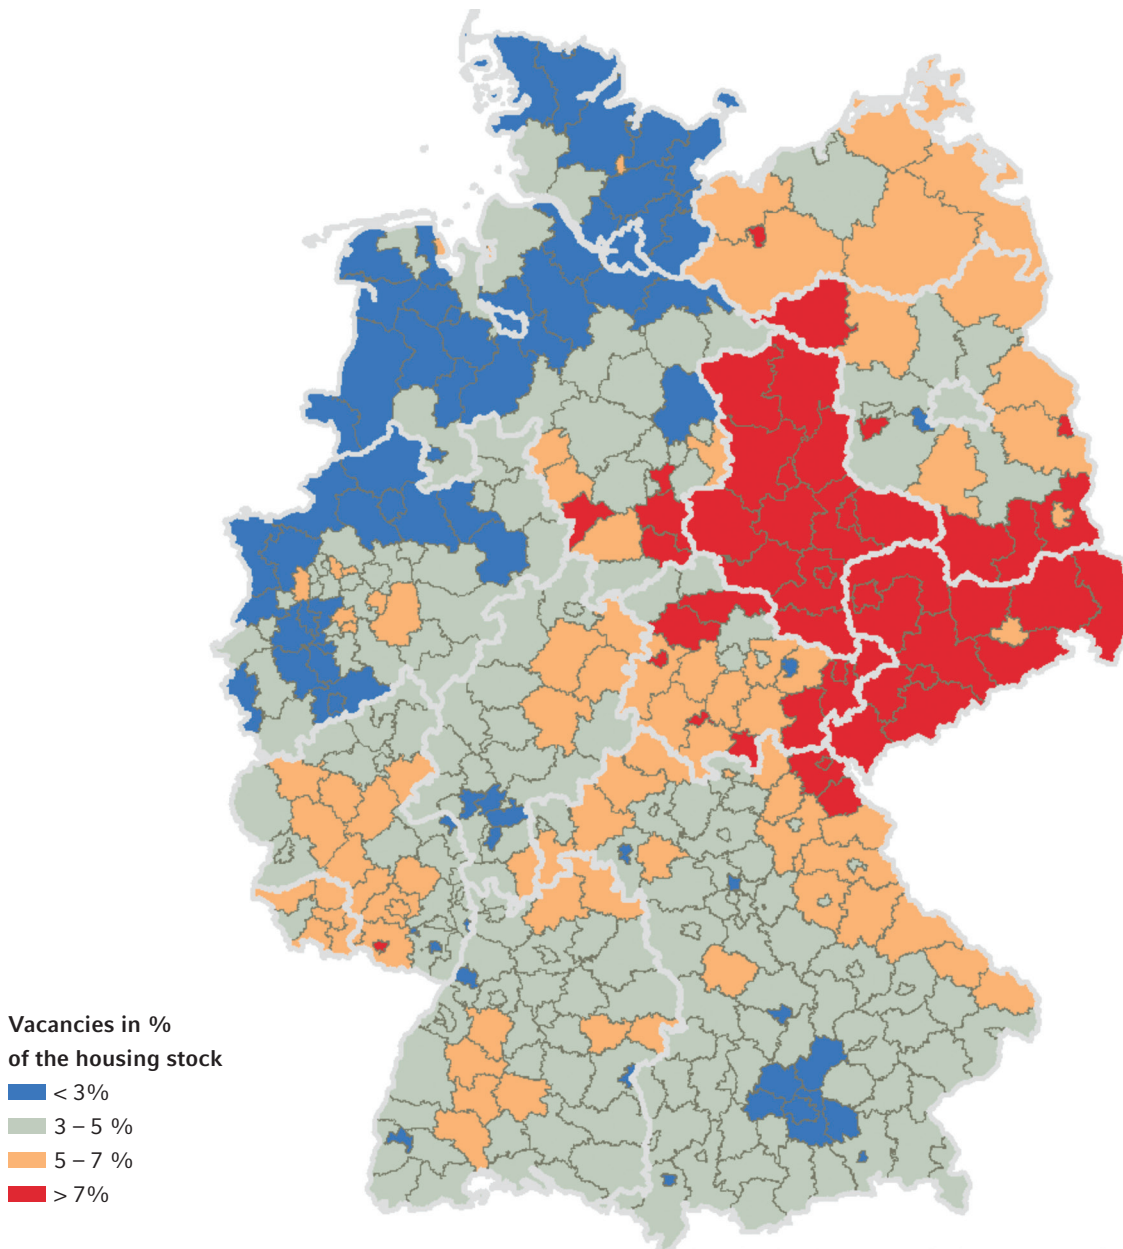 Vacancies in %
of the housing stock
< 3%
3 – 5 %
5 – 7 %
> 7%